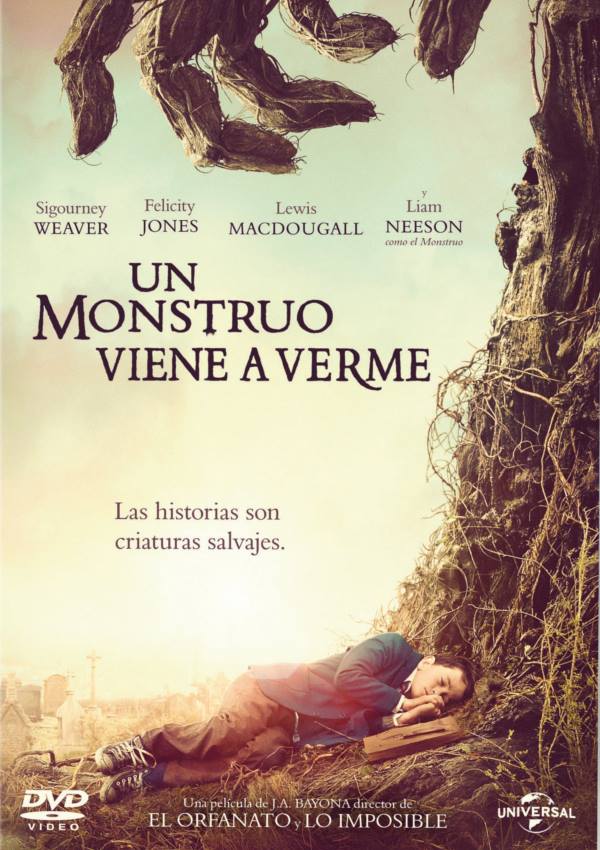 Sigourney WEAVER
Felicity JONES
Lewis MACDOUGALL
y Liam NEESON
como el Monstruo
UN
MONSTRUO
VIENE A VERME
Las historias son
criaturas salvajes.
Una película de J.A. BAYONA director de
EL ORFANATO y LO IMPOSIBLE
DVD
VIDEO
UNIVERSAL